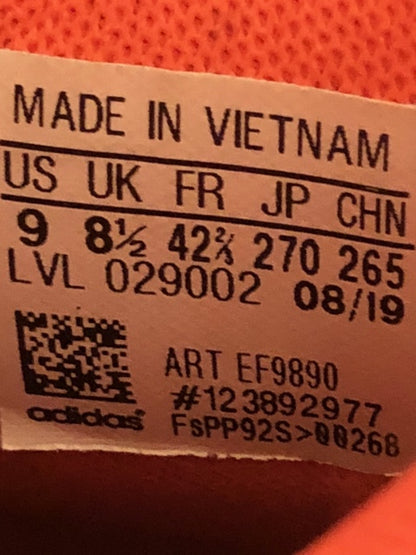 MADE IN VIETNAM
US UK FR JP CHN
9 8½ 42⅔ 270 265
LVL 029002 08/19
ART EF9890
#123892977
adidas FsPP92S>00268